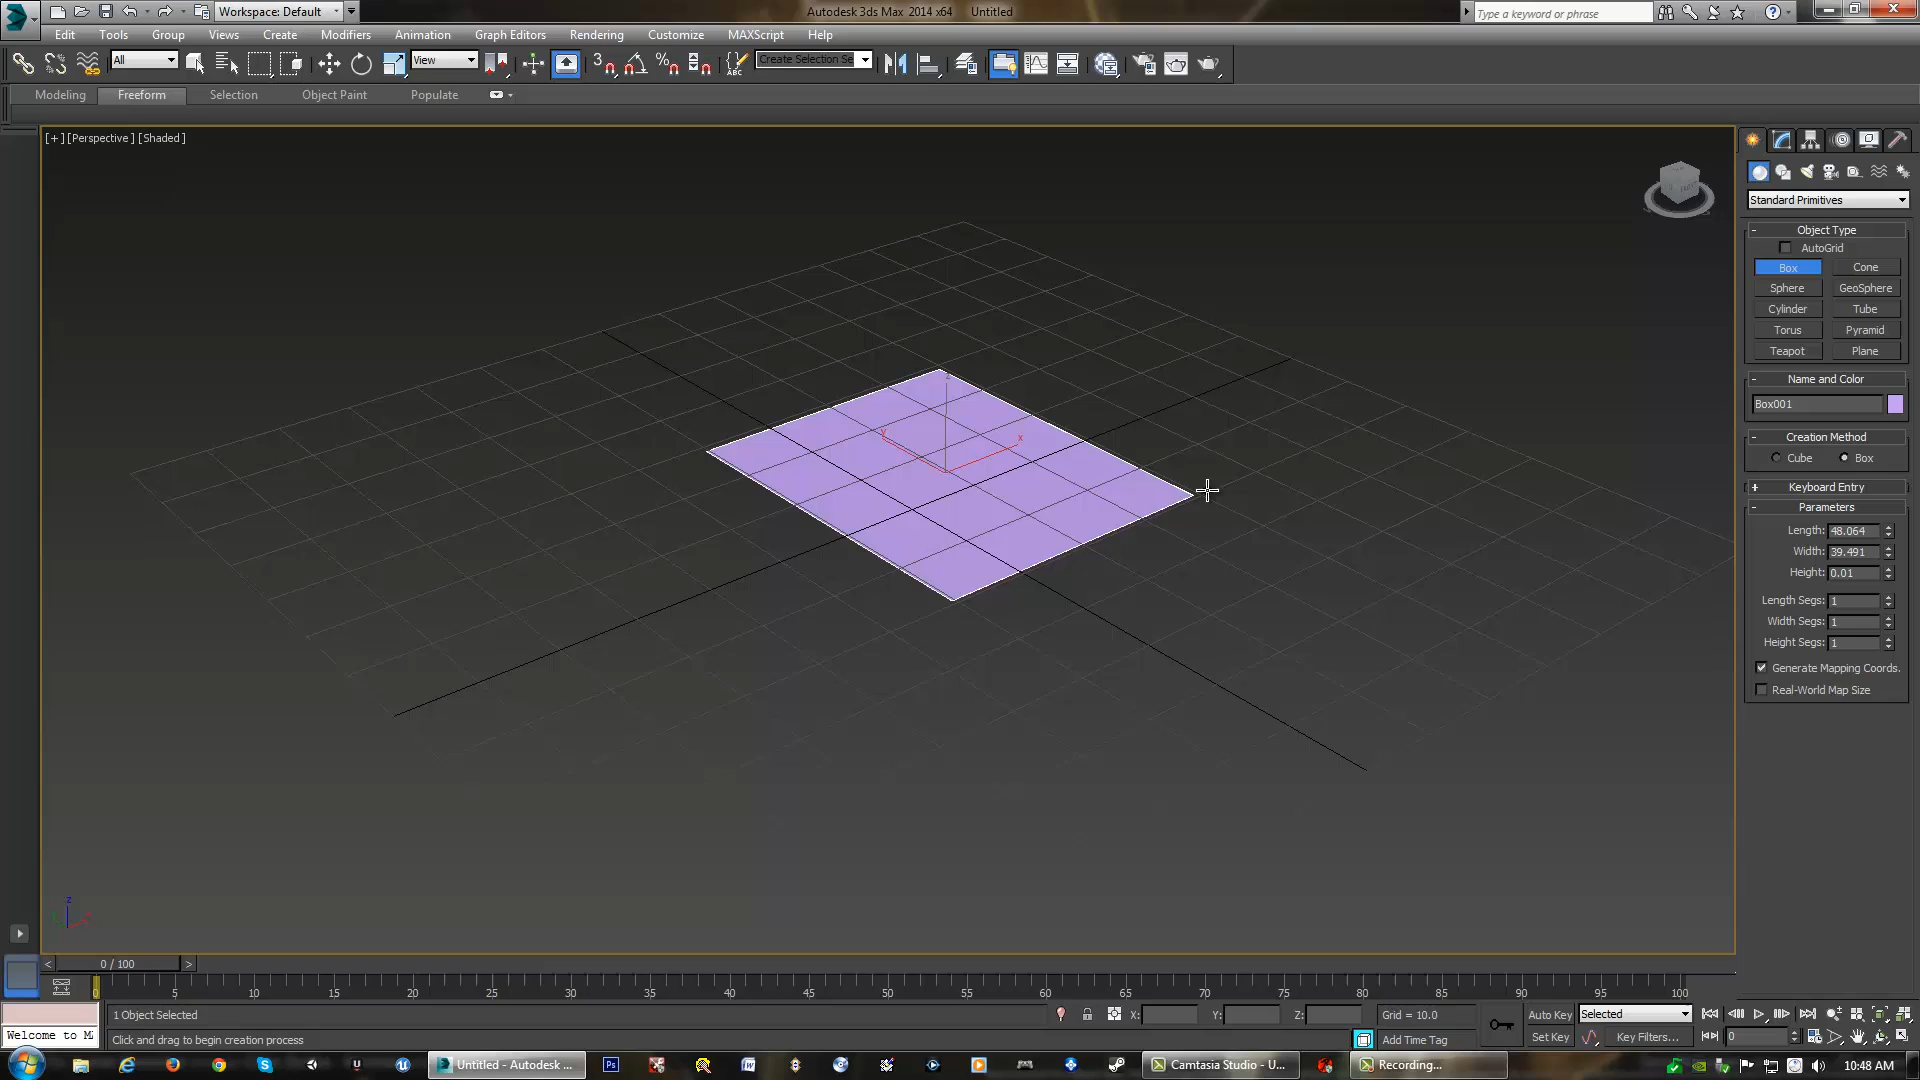 Workspace: Default
Autodesk 3ds Max 2014 x64 Untitled
Type a keyword or phrase
Edit Tools Group Views Create Modifiers Animation Graph Editors Rendering Customize MAXScript Help
All
View
3
Create Selection Se
Modeling Freeform Selection Object Paint Populate
[+] [Perspective] [Shaded]
Standard Primitives
- Object Type
AutoGrid
Box Cone
Sphere GeoSphere
Cylinder Tube
Torus Pyramid
Teapot Plane
- Name and Color
Box001
- Creation Method
Cube Box
+ Keyboard Entry
- Parameters
Length: 48.064
Width: 39.491
Height: 0.01
Length Segs: 1
Width Segs: 1
Height Segs: 1
Generate Mapping Coords.
Real-World Map Size
z
y
x
z
< 0 / 100 >
0 5 10 15 20 25 30 35 40 45 50 55 60 65 70 75 80 85 90 95 100
1 Object Selected
X: Y: Z: Grid = 10.0
Auto Key Selected
Welcome to M
Click and drag to begin creation process
Add Time Tag
Set Key Key Filters...
0
Untitled - Autodesk ...
Ps
Camtasia Studio - U...
Recording...
10:48 AM